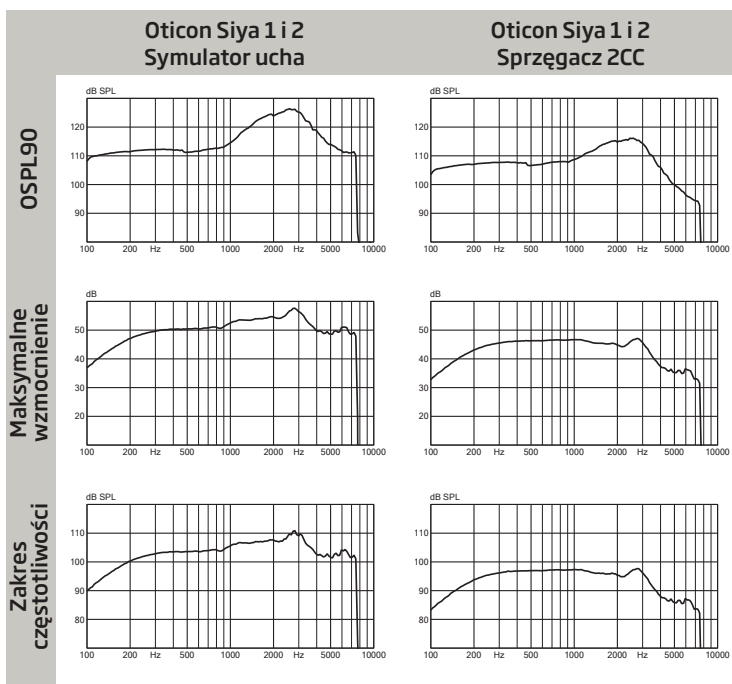 Oticon Siya 1 i 2
Symulator ucha
Oticon Siya 1 i 2
Sprzęgacz 2CC
OSPL90
dB SPL
120
110
100
90
100 200 Hz 500 1000 2000 Hz 5000 10000
dB SPL
120
110
100
90
100 200 Hz 500 1000 2000 Hz 5000 10000
Maksymalne
wzmocnienie
dB
50
40
30
20
100 200 Hz 500 1000 2000 Hz 5000 10000
dB
50
40
30
20
100 200 Hz 500 1000 2000 Hz 5000 10000
Zakres
częstotliwości
dB SPL
110
100
90
80
100 200 Hz 500 1000 2000 Hz 5000 10000
dB SPL
110
100
90
80
100 200 Hz 500 1000 2000 Hz 5000 10000